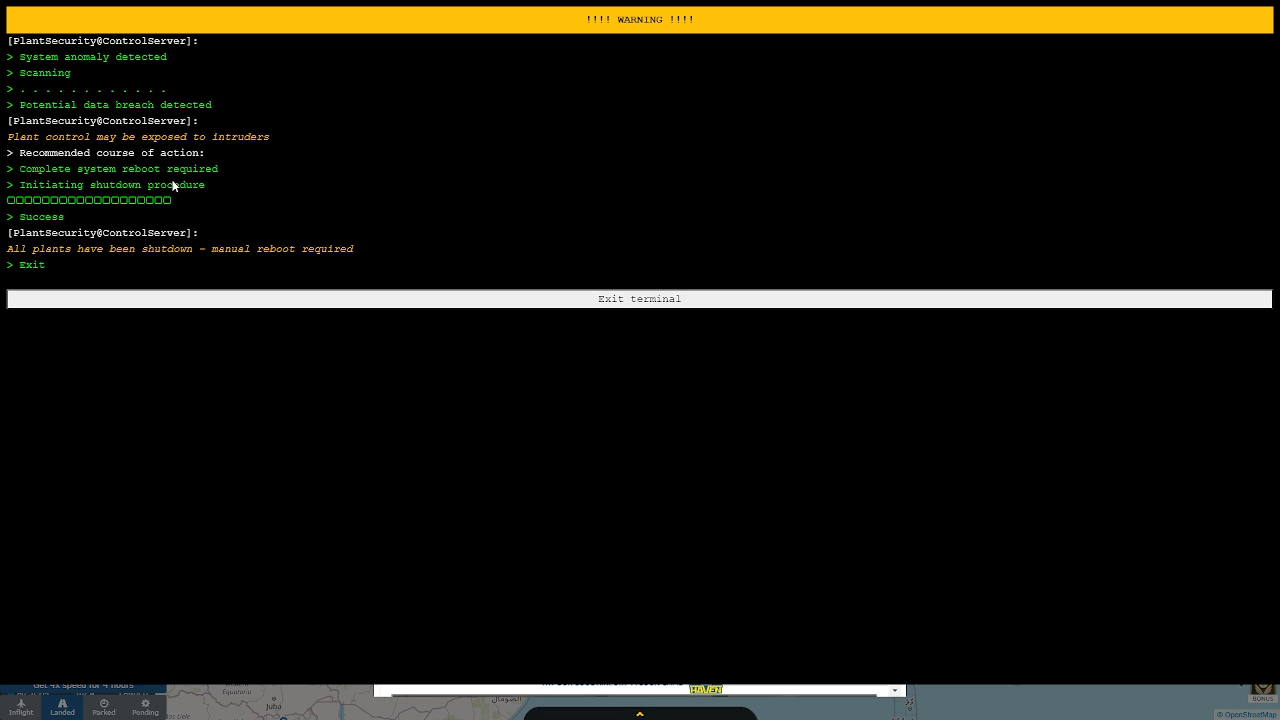 !!!! WARNING !!!!
[PlantSecurity@ControlServer]:
> System anomaly detected
> Scanning
> . . . . . . . . . . . .
> Potential data breach detected
[PlantSecurity@ControlServer]:
Plant control may be exposed to intruders
> Recommended course of action:
> Complete system reboot required
> Initiating shutdown procedure
▢▢▢▢▢▢▢▢▢▢▢▢▢▢▢▢▢▢▢
> Success
[PlantSecurity@ControlServer]:
All plants have been shutdown - manual reboot required
> Exit
Exit terminal
Get 4x speed for 4 hours
HAVEN
Juba
الصومال
BONUS
Inflight
Landed
Parked
Pending
© OpenStreetMap